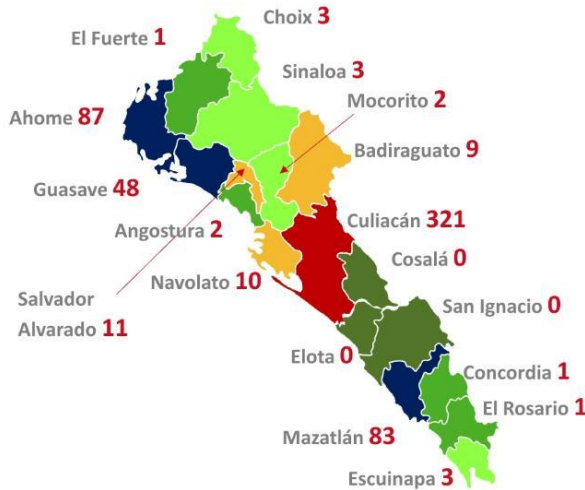 Choix 3
El Fuerte 1
Sinaloa 3
Mocorito 2
Ahome 87
Badiraguato 9
Guasave 48
Culiacán 321
Angostura 2
Cosalá 0
Navolato 10
Salvador
Alvarado 11
San Ignacio 0
Elota 0
Concordia 1
El Rosario 1
Mazatlán 83
Escuinapa 3